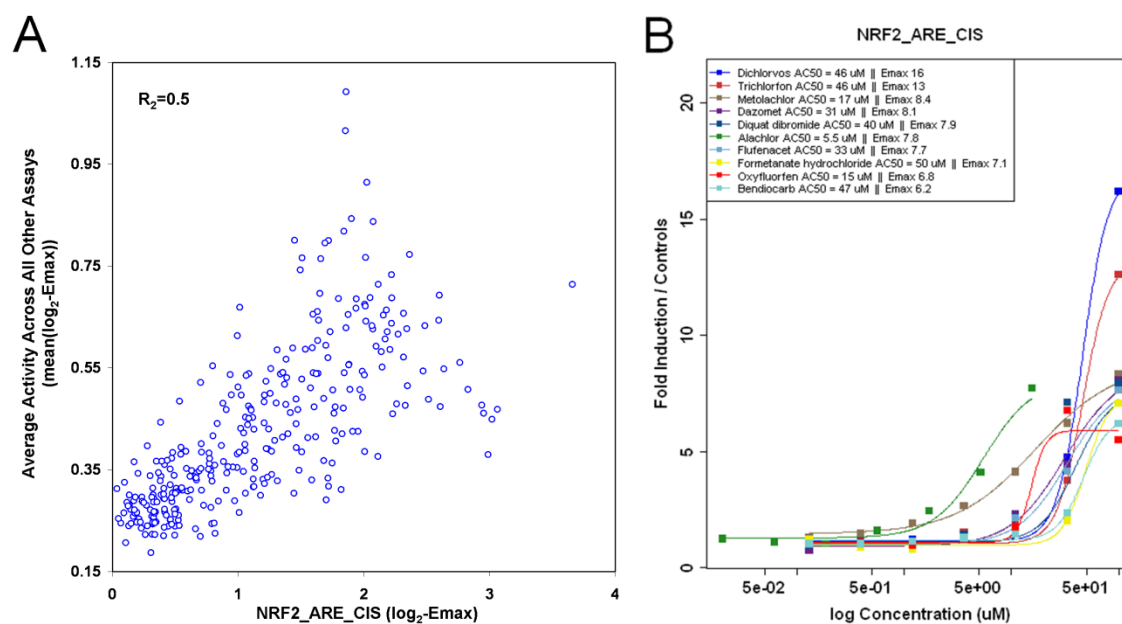 A
1.15
0.95
0.75
0.55
0.35
0.15
R2=0.5
Average Activity Across All Other Assays
(mean(log2-Emax))
0
1
2
3
4
NRF2_ARE_CIS (log2-Emax)
B
NRF2_ARE_CIS
Dichlorvos AC50 = 46 uM || Emax 16
Trichlorfon AC50 = 46 uM || Emax 13
Metolachlor AC50 = 17 uM || Emax 8.4
Dazomet AC50 = 31 uM || Emax 8.1
Diquat dibromide AC50 = 40 uM || Emax 7.9
Alachlor AC50 = 5.5 uM || Emax 7.8
Flufenacet AC50 = 33 uM || Emax 7.7
Formetanate hydrochloride AC50 = 50 uM || Emax 7.1
Oxyfluorfen AC50 = 15 uM || Emax 6.8
Bendiocarb AC50 = 47 uM || Emax 6.2
20
15
10
5
0
Fold Induction / Controls
5e-02
5e-01
5e+00
5e+01
log Concentration (uM)